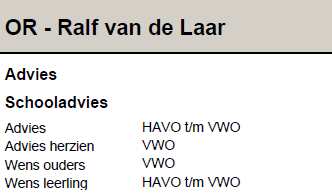 OR - Ralf van de Laar
Advies
Schooladvies
Advies HAVO t/m VWO
Advies herzien VWO
Wens ouders VWO
Wens leerling HAVO t/m VWO